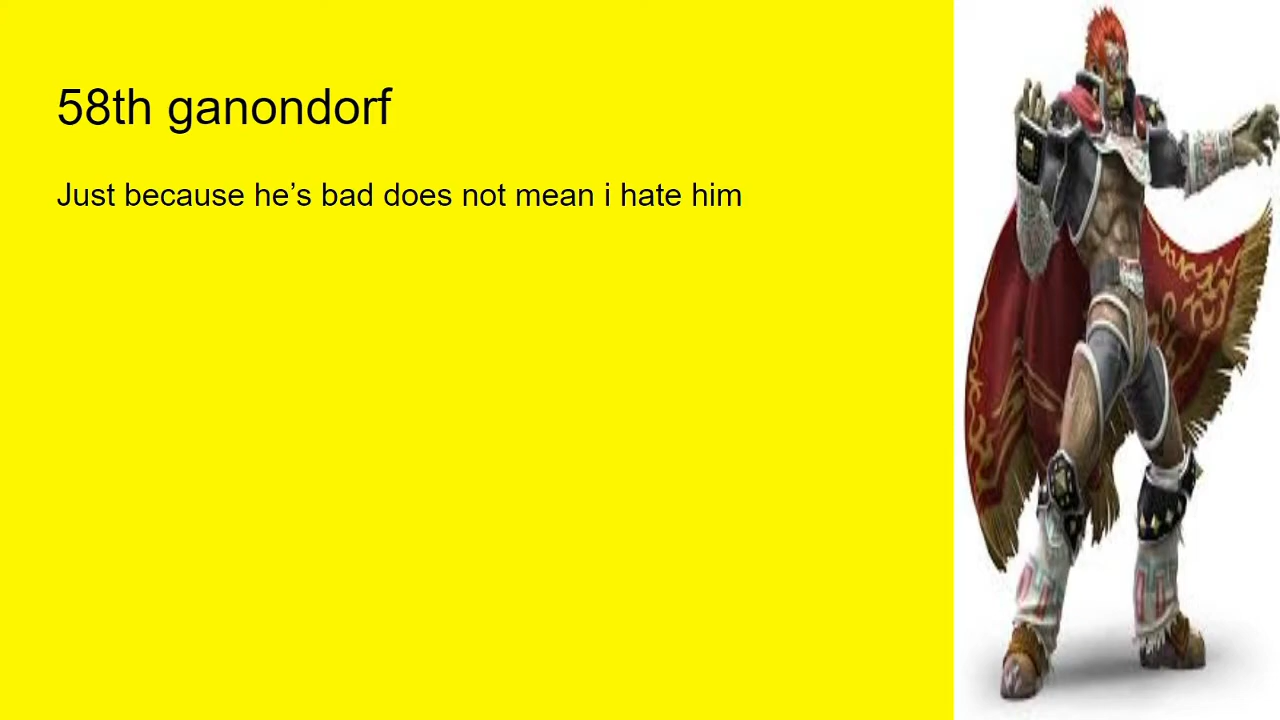 58th ganondorf
Just because he’s bad does not mean i hate him